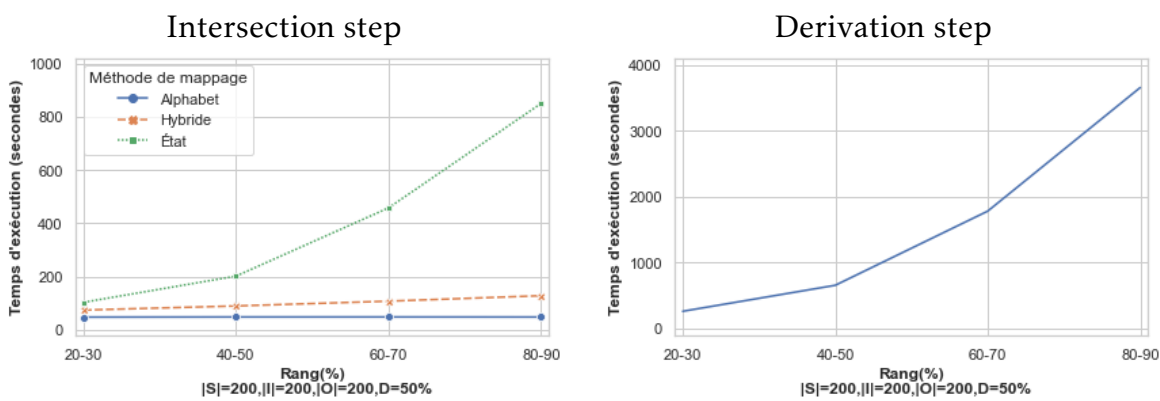 Intersection step
Temps d'exécution (secondes)
1000
800
600
400
200
0
Méthode de mappage
Alphabet
Hybride
État
20-30
40-50
60-70
80-90
Rang(%)
|S|=200,|I|=200,|O|=200,D=50%
Derivation step
Temps d'exécution (secondes)
4000
3000
2000
1000
0
20-30
40-50
60-70
80-90
Rang(%)
|S|=200,|I|=200,|O|=200,D=50%